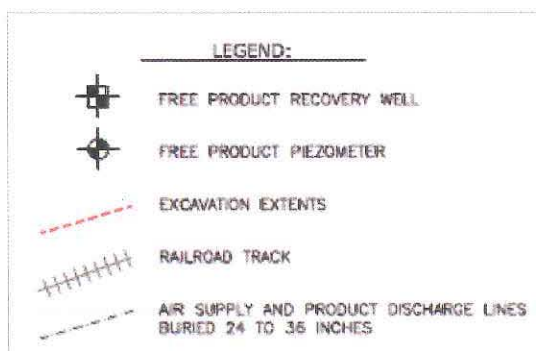 LEGEND:
FREE PRODUCT RECOVERY WELL
FREE PRODUCT PIEZOMETER
EXCAVATION EXTENTS
RAILROAD TRACK
AIR SUPPLY AND PRODUCT DISCHARGE LINES
BURIED 24 TO 36 INCHES